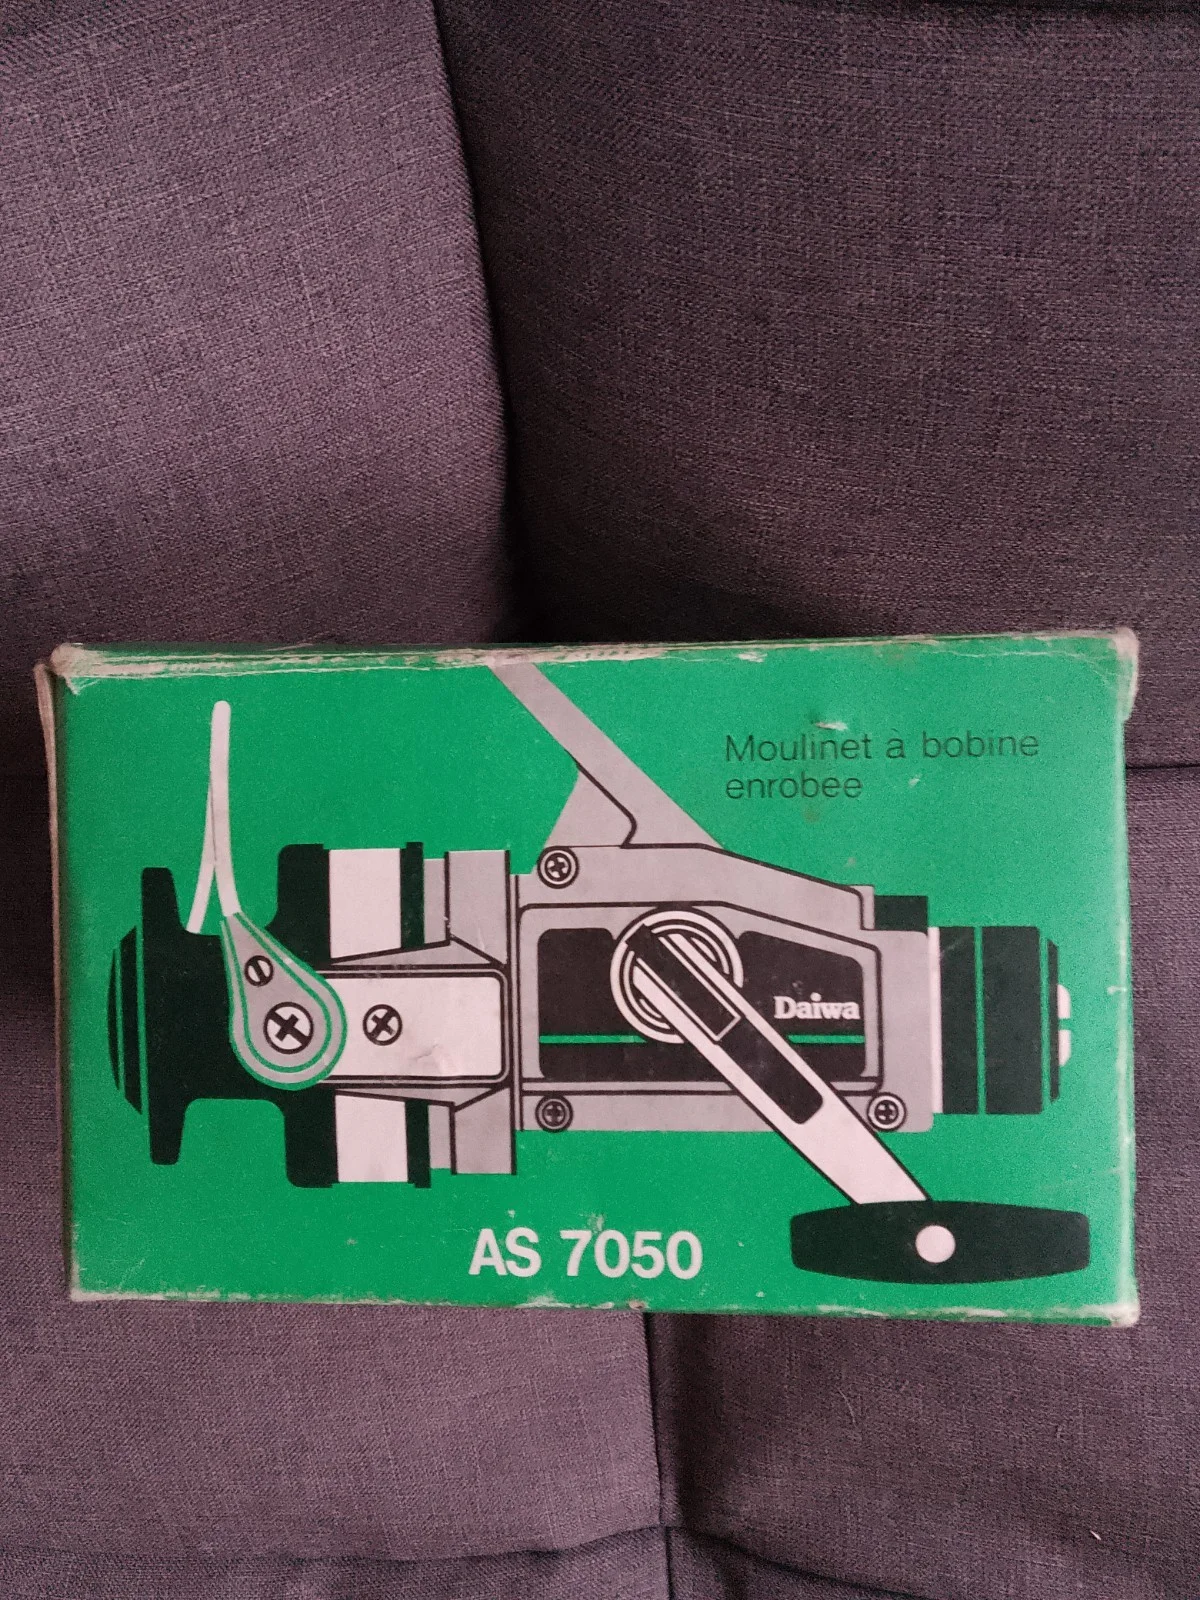 Moulinet à bobine
enrobee
Daiwa
AS 7050